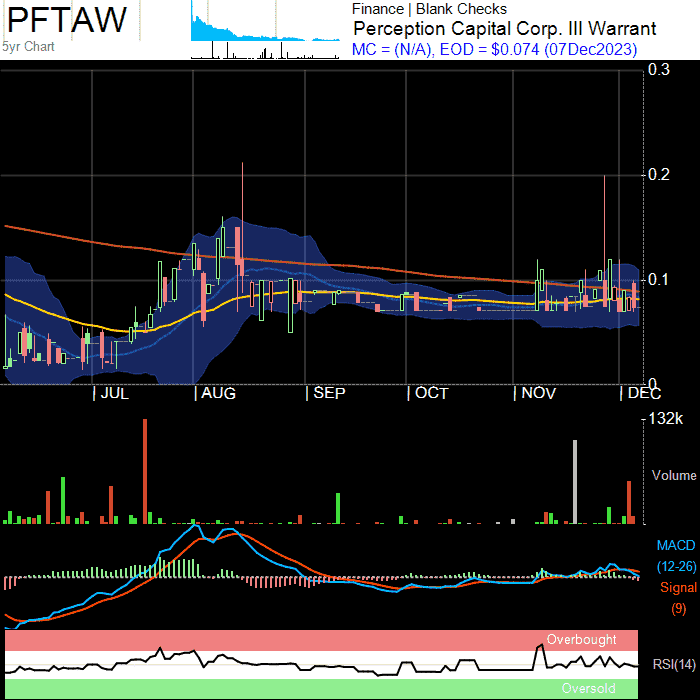 PFTAW
5yr Chart
Finance | Blank Checks
Perception Capital Corp. III Warrant
MC = (N/A), EOD = $0.074 (07Dec2023)
0.3
0.2
0.1
0
JUL
AUG
SEP
OCT
NOV
DEC
132k
Volume
MACD
(12-26)
Signal
(9)
Overbought
RSI(14)
Oversold